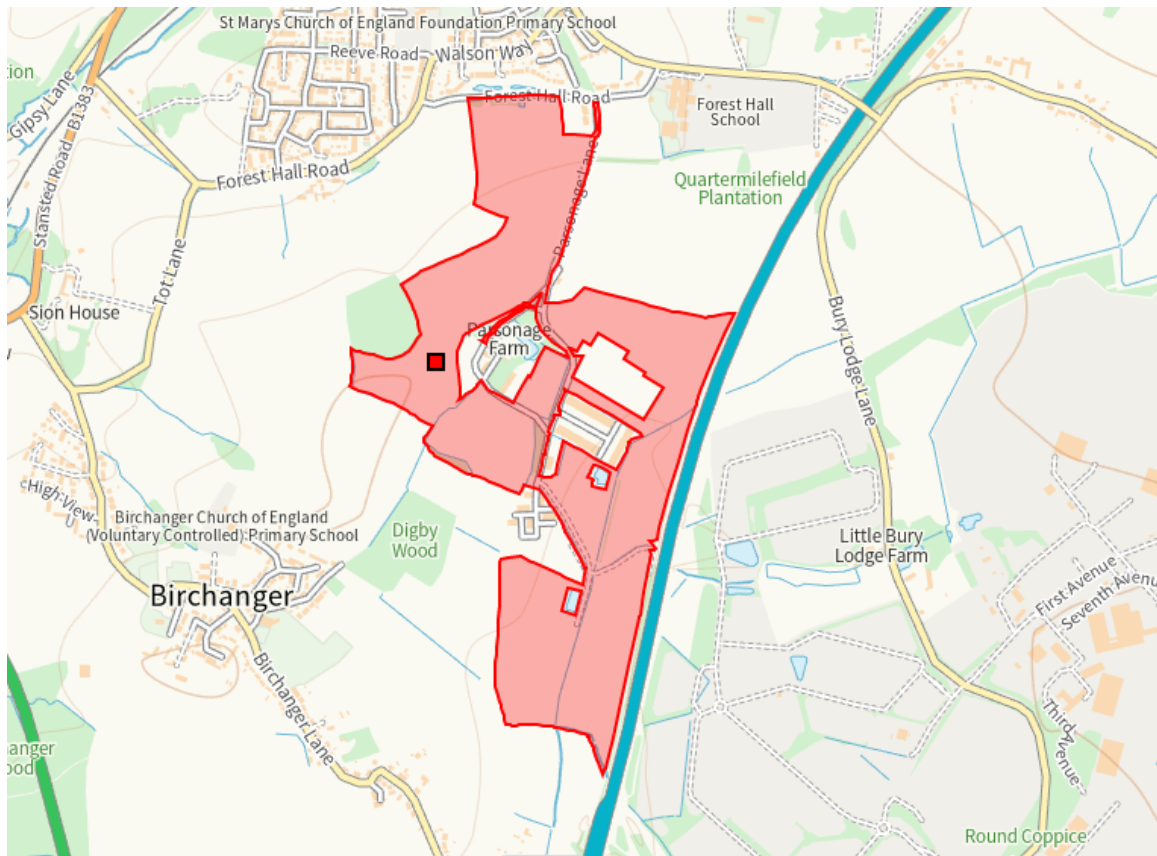 St Marys Church of England Foundation Primary School
Reeve Road
Walson Way
Gipsy Lane
Stansted Road B1383
Forest Hall Road
Forest Hall
School
Forest Hall Road
Quartermilefield
Plantation
Parsonage Lane
Tot Lane
Sion House
Parsonage
Farm
Bury Lodge Lane
High View
Birchanger Church of England
(Voluntary Controlled) Primary School
Digby
Wood
Little Bury
Lodge Farm
First Avenue
Seventh Avenue
Birchanger
Birchanger Lane
Third Avenue
Round Coppice